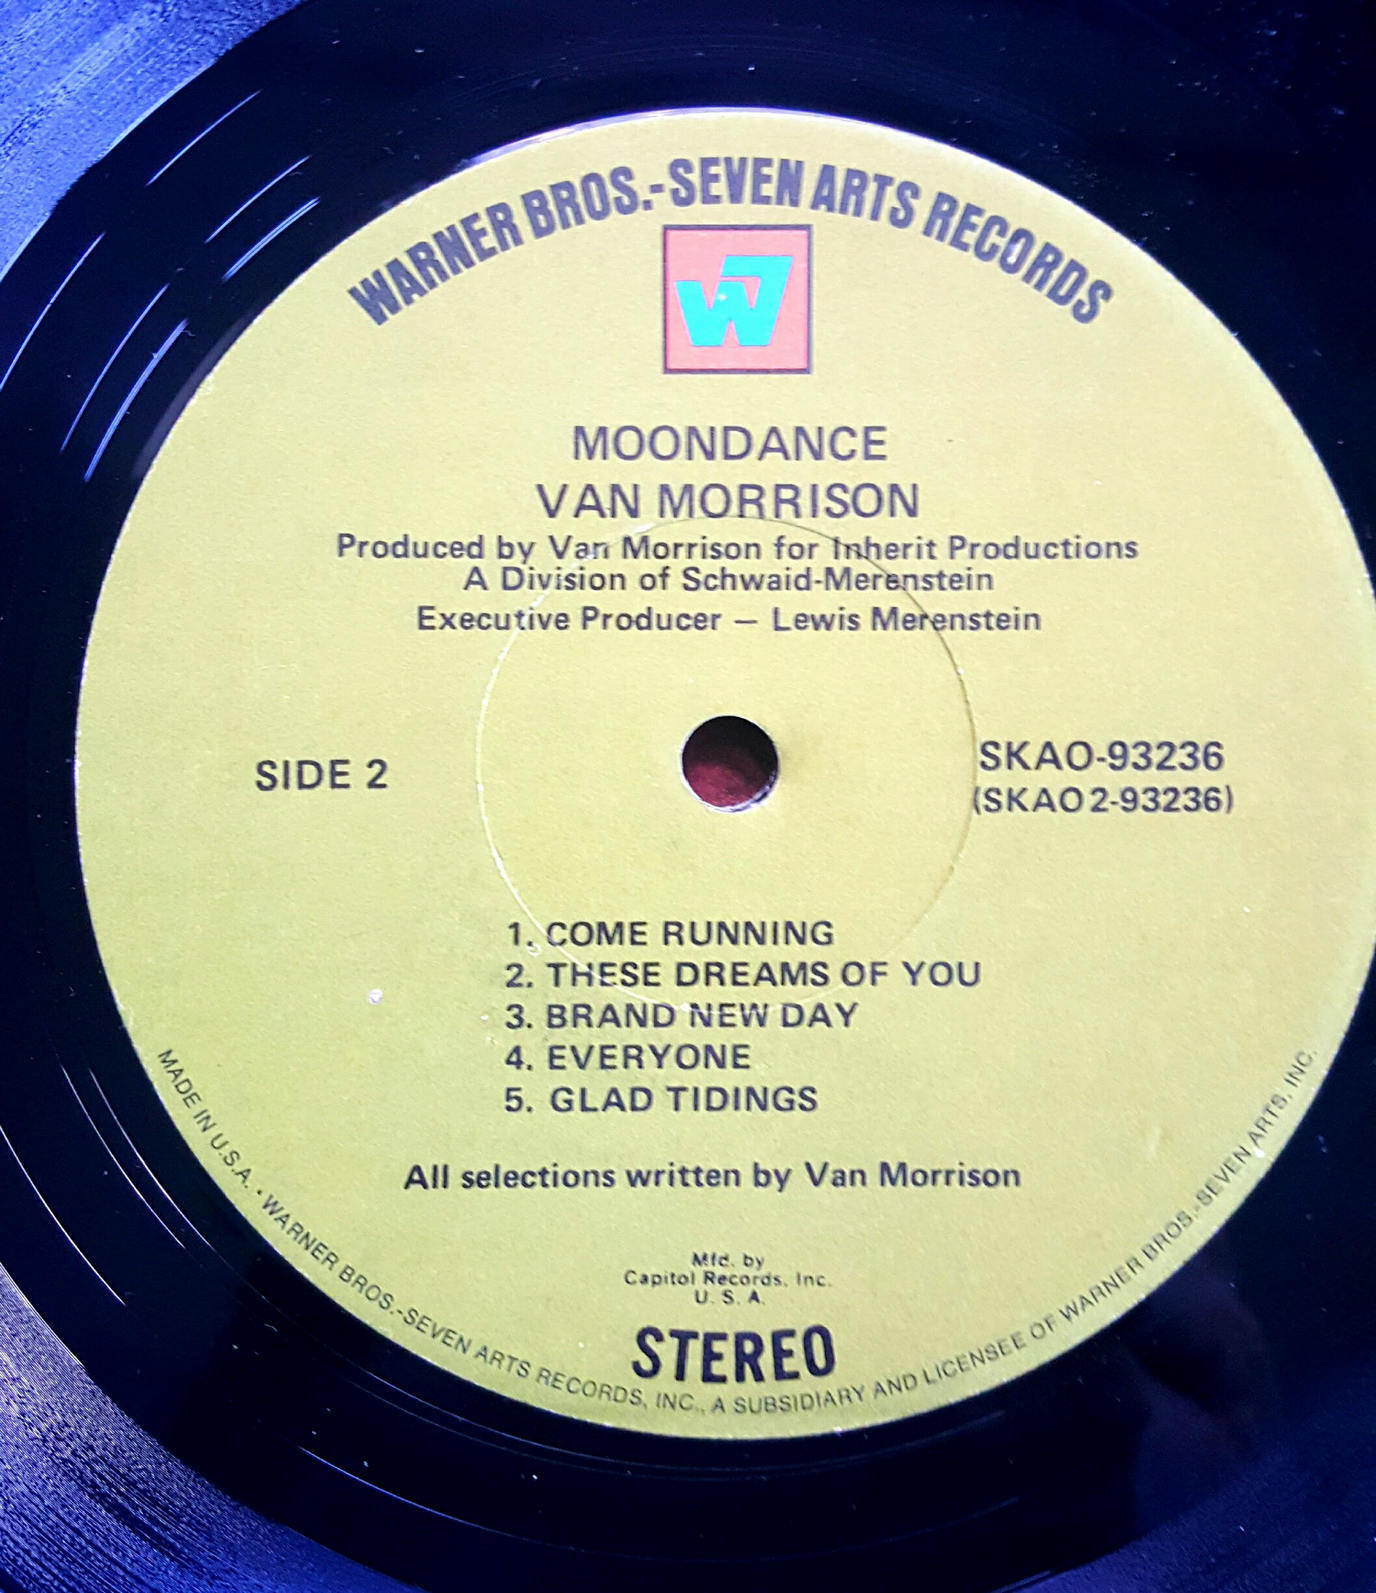 WARNER BROS.-SEVEN ARTS RECORDS
W7
MOONDANCE
VAN MORRISON
Produced by Van Morrison for Inherit Productions
A Division of Schwaid-Merenstein
Executive Producer — Lewis Merenstein
SIDE 2
SKAO-93236
(SKAO 2-93236)
1. COME RUNNING
2. THESE DREAMS OF YOU
3. BRAND NEW DAY
4. EVERYONE
5. GLAD TIDINGS
All selections written by Van Morrison
Mfd. by
Capitol Records, Inc.
U. S. A.
STEREO
MADE IN U.S.A. • WARNER BROS.-SEVEN ARTS RECORDS, INC., A SUBSIDIARY AND LICENSEE OF WARNER BROS.-SEVEN ARTS, INC.